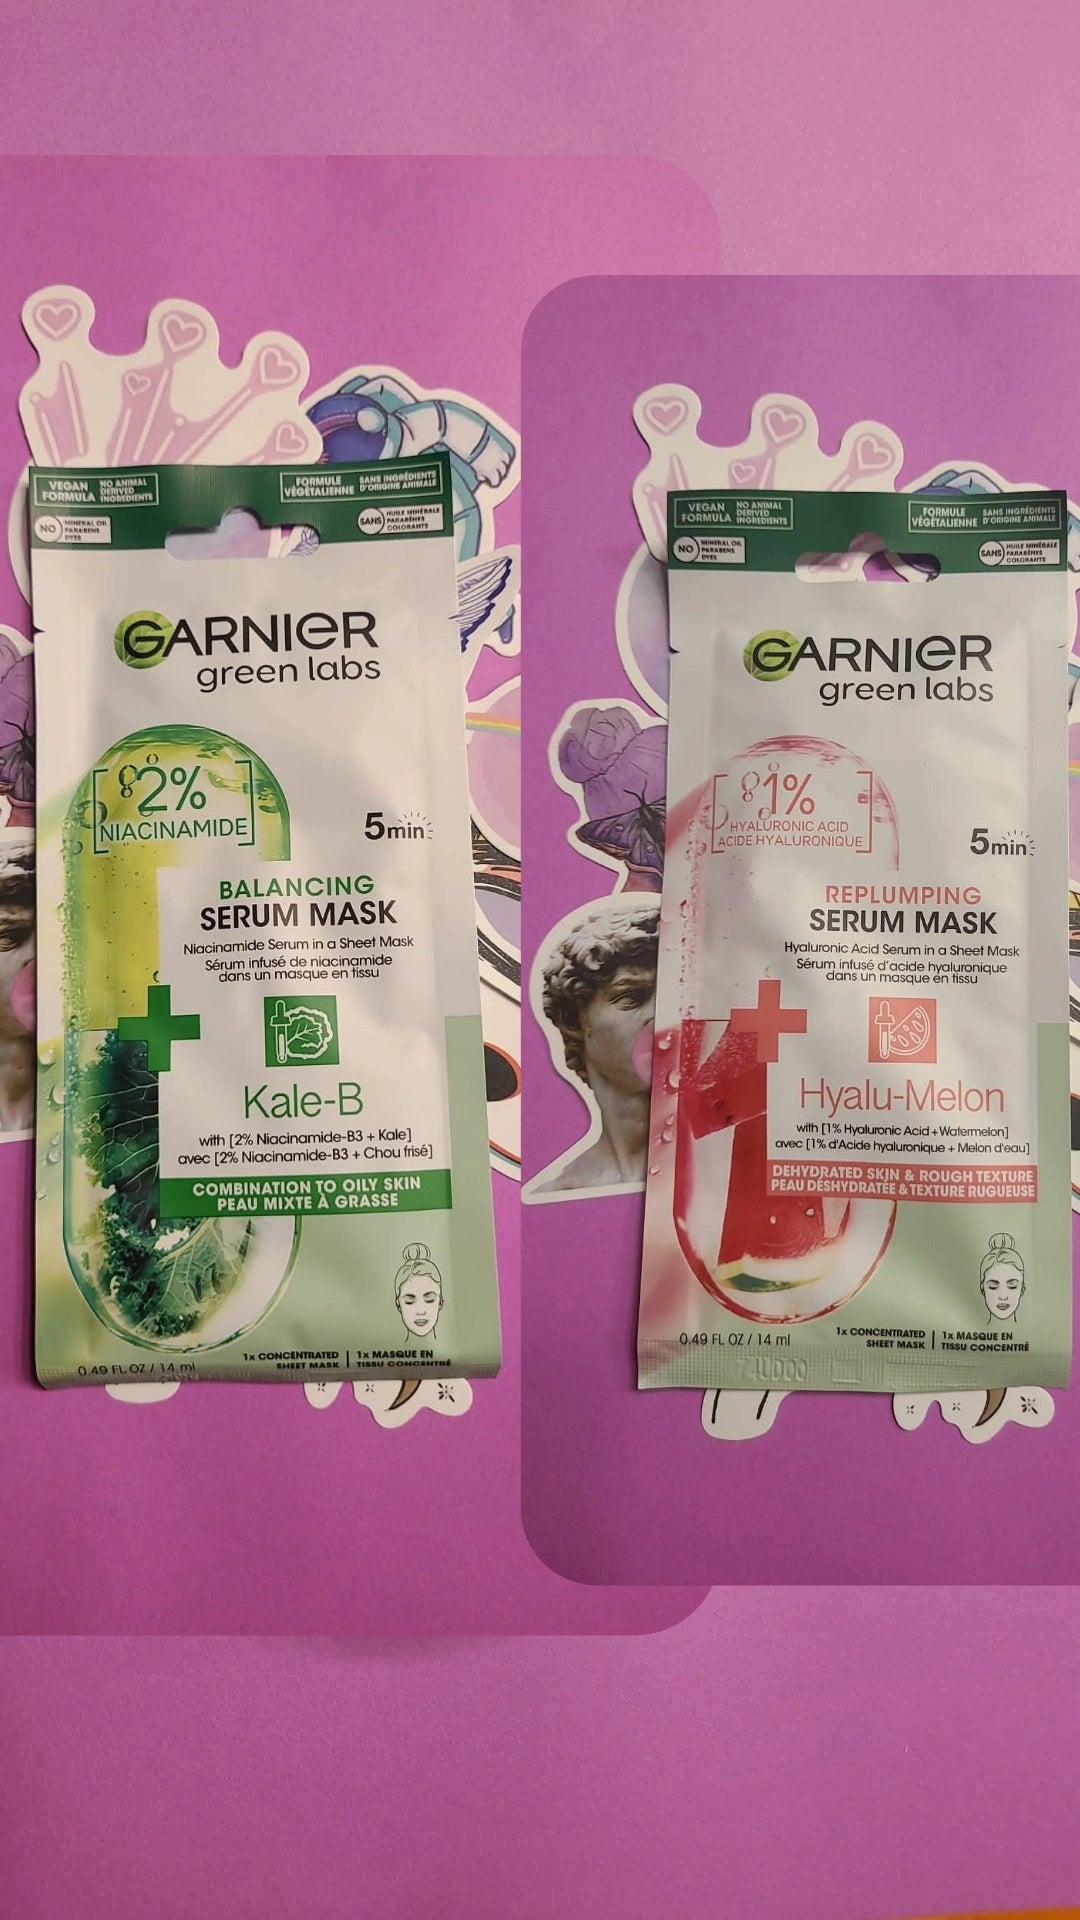 VEGAN FORMULA
NO ANIMAL DERIVED INGREDIENTS
FORMULE VÉGÉTALIENNE
SANS INGRÉDIENTS D'ORIGINE ANIMALE
NO
MINERAL OIL
PARABENS
DYES
SANS
HUILE MINÉRALE
PARABÈNES
COLORANTS
GARNIER
green labs
2%
NIACINAMIDE
5min
BALANCING
SERUM MASK
Niacinamide Serum in a Sheet Mask
Sérum infusé de niacinamide
dans un masque en tissu
Kale-B
with [2% Niacinamide-B3 + Kale]
avec [2% Niacinamide-B3 + Chou frisé]
COMBINATION TO OILY SKIN
PEAU MIXTE À GRASSE
0.49 FL OZ / 14 ml
1x CONCENTRATED
SHEET MASK
1x MASQUE EN
TISSU CONCENTRÉ
VEGAN FORMULA
NO ANIMAL DERIVED INGREDIENTS
FORMULE VÉGÉTALIENNE
SANS INGRÉDIENTS D'ORIGINE ANIMALE
NO
MINERAL OIL
PARABENS
DYES
SANS
HUILE MINÉRALE
PARABÈNES
COLORANTS
GARNIER
green labs
1%
HYALURONIC ACID
ACIDE HYALURONIQUE
5min
REPLUMPING
SERUM MASK
Hyaluronic Acid Serum in a Sheet Mask
Sérum infusé d'acide hyaluronique
dans un masque en tissu
Hyalu-Melon
with [1% Hyaluronic Acid + Watermelon]
avec [1% d'Acide hyaluronique + Melon d'eau]
DEHYDRATED SKIN & ROUGH TEXTURE
PEAU DÉSHYDRATÉE & TEXTURE RUGUEUSE
0.49 FL OZ / 14 ml
1x CONCENTRATED
SHEET MASK
1x MASQUE EN
TISSU CONCENTRÉ
74UD00